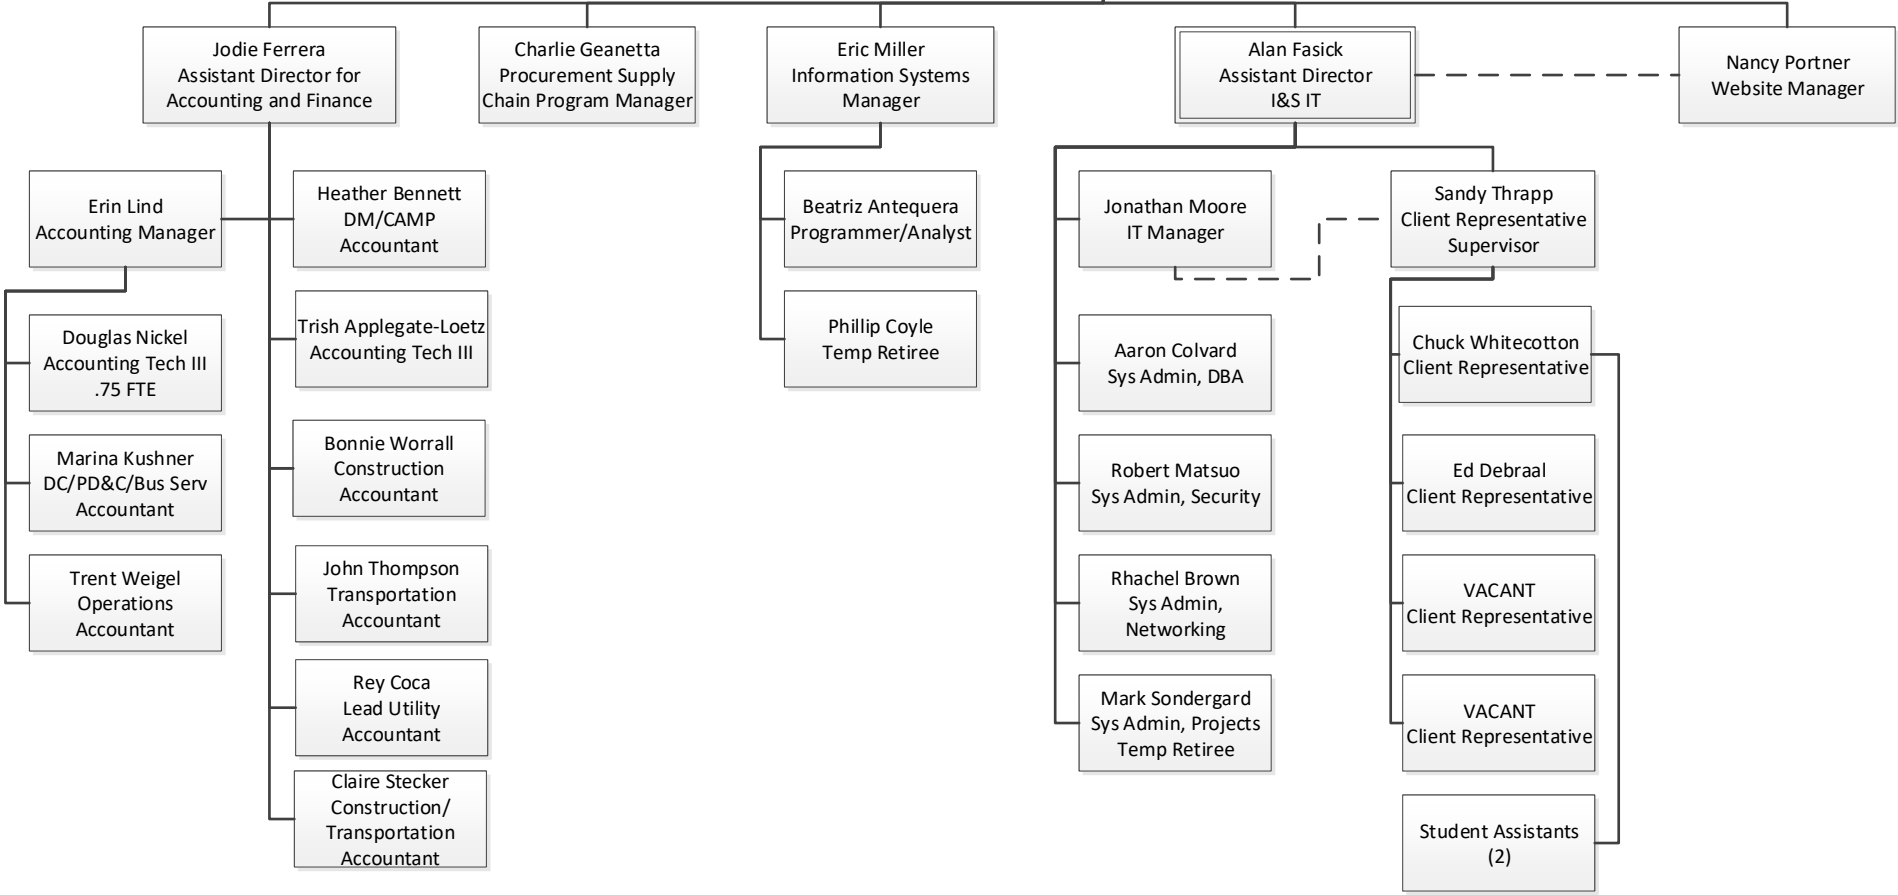 Jodie Ferrera
Assistant Director for
Accounting and Finance
Charlie Geanetta
Procurement Supply
Chain Program Manager
Eric Miller
Information Systems
Manager
Alan Fasick
Assistant Director
I&S IT
Nancy Portner
Website Manager
Erin Lind
Accounting Manager
Heather Bennett
DM/CAMP
Accountant
Beatriz Antequera
Programmer/Analyst
Jonathan Moore
IT Manager
Sandy Thrapp
Client Representative
Supervisor
Douglas Nickel
Accounting Tech III
.75 FTE
Trish Applegate-Loetz
Accounting Tech III
Phillip Coyle
Temp Retiree
Aaron Colvard
Sys Admin, DBA
Chuck Whitecotton
Client Representative
Marina Kushner
DC/PD&C/Bus Serv
Accountant
Bonnie Worrall
Construction
Accountant
Robert Matsuo
Sys Admin, Security
Ed Debraal
Client Representative
Trent Weigel
Operations
Accountant
John Thompson
Transportation
Accountant
Rhachel Brown
Sys Admin,
Networking
VACANT
Client Representative
Rey Coca
Lead Utility
Accountant
Mark Sondergard
Sys Admin, Projects
Temp Retiree
VACANT
Client Representative
Claire Stecker
Construction/
Transportation
Accountant
Student Assistants
(2)